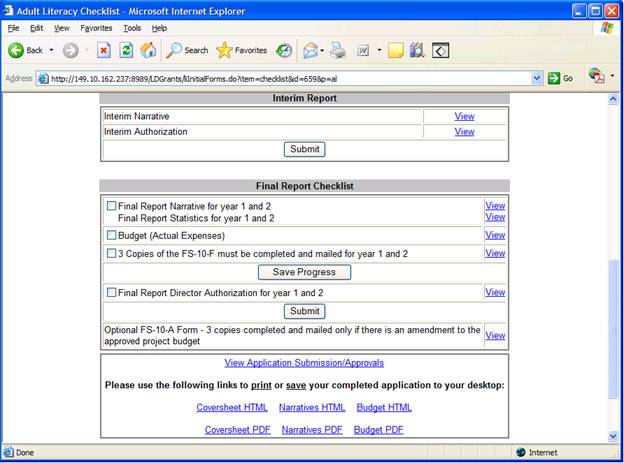 Adult Literacy Checklist - Microsoft Internet Explorer
File Edit View Favorites Tools Help
Back Search Favorites
Address http://149.10.162.237:8989/LDGrants/IInitialForms.do?item=checklist&id=659&p=al Go
Interim Report
Interim Narrative View
Interim Authorization View
Submit
Final Report Checklist
Final Report Narrative for year 1 and 2 View
Final Report Statistics for year 1 and 2 View
Budget (Actual Expenses) View
3 Copies of the FS-10-F must be completed and mailed for year 1 and 2 View
Save Progress
Final Report Director Authorization for year 1 and 2 View
Submit
Optional FS-10-A Form - 3 copies completed and mailed only if there is an amendment to the View
approved project budget
View Application Submission/Approvals
Please use the following links to print or save your completed application to your desktop:
Coversheet HTML Narratives HTML Budget HTML
Coversheet PDF Narratives PDF Budget PDF
Done Internet